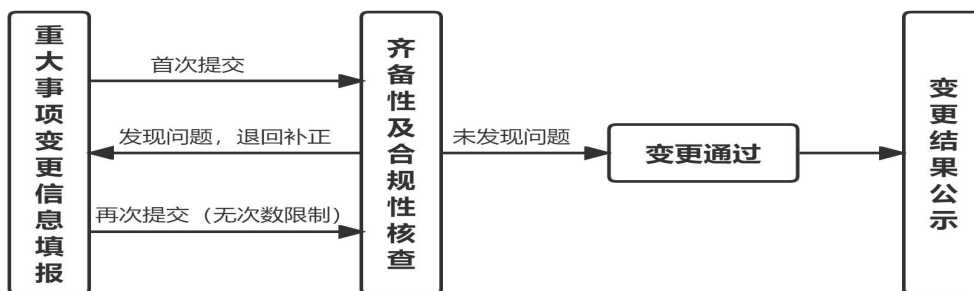 重大事项变更信息填报
首次提交
发现问题，退回补正
再次提交（无次数限制）
齐备性及合规性核查
未发现问题
变更通过
变更结果公示